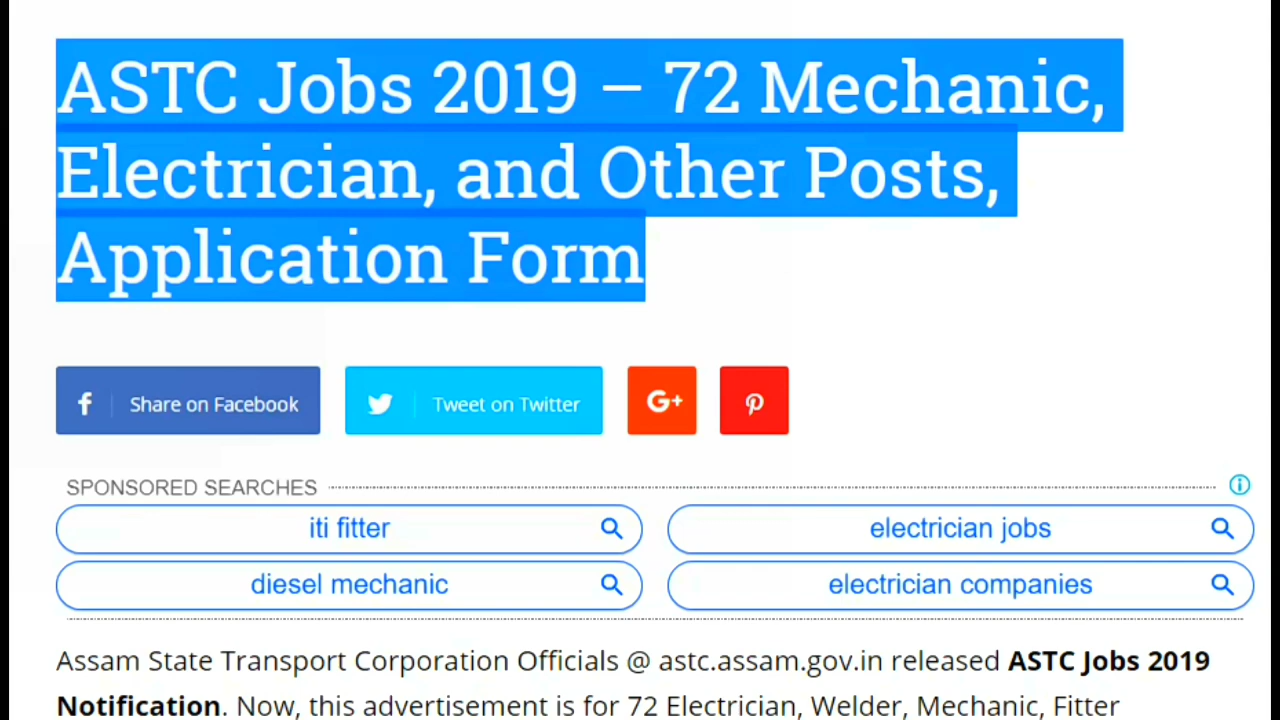 ASTC Jobs 2019 – 72 Mechanic,
Electrician, and Other Posts,
Application Form
f Share on Facebook Tweet on Twitter G+
SPONSORED SEARCHES
iti fitter electrician jobs
diesel mechanic electrician companies
Assam State Transport Corporation Officials @ astc.assam.gov.in released ASTC Jobs 2019
Notification. Now, this advertisement is for 72 Electrician, Welder, Mechanic, Fitter